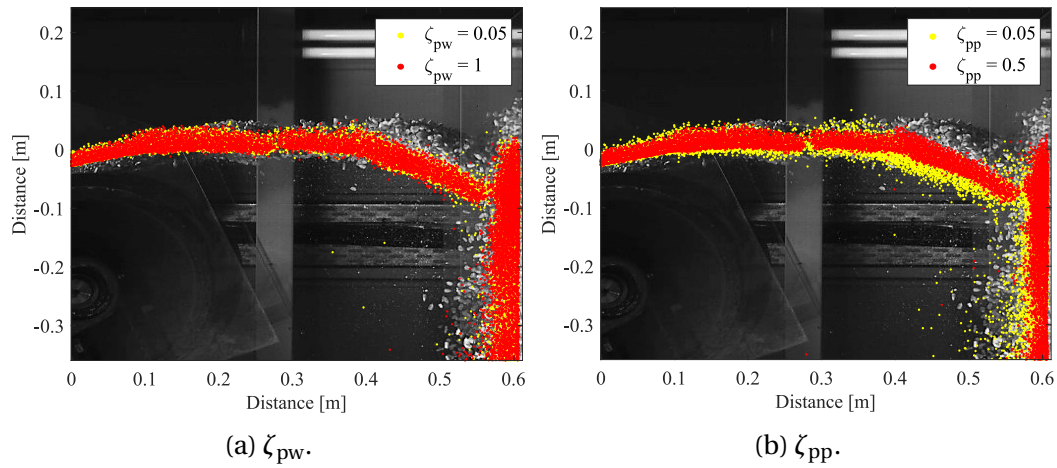 0.2
0.1
0
-0.1
-0.2
-0.3
Distance [m]
0 0.1 0.2 0.3 0.4 0.5 0.6
Distance [m]
ζpw = 0.05
ζpw = 1
(a) ζpw.
0.2
0.1
0
-0.1
-0.2
-0.3
Distance [m]
0 0.1 0.2 0.3 0.4 0.5 0.6
Distance [m]
ζpp = 0.05
ζpp = 0.5
(b) ζpp.